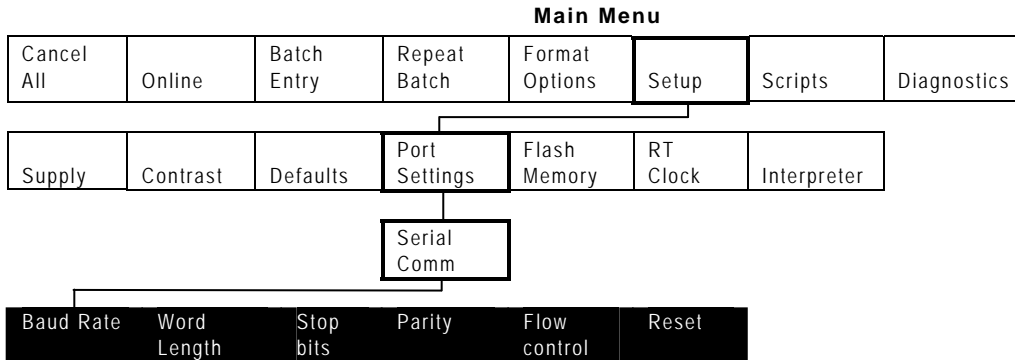 Main Menu
Cancel All
Online
Batch Entry
Repeat Batch
Format Options
Setup
Scripts
Diagnostics
Supply
Contrast
Defaults
Port Settings
Flash Memory
RT Clock
Interpreter
Serial Comm
Baud Rate
Word Length
Stop bits
Parity
Flow control
Reset